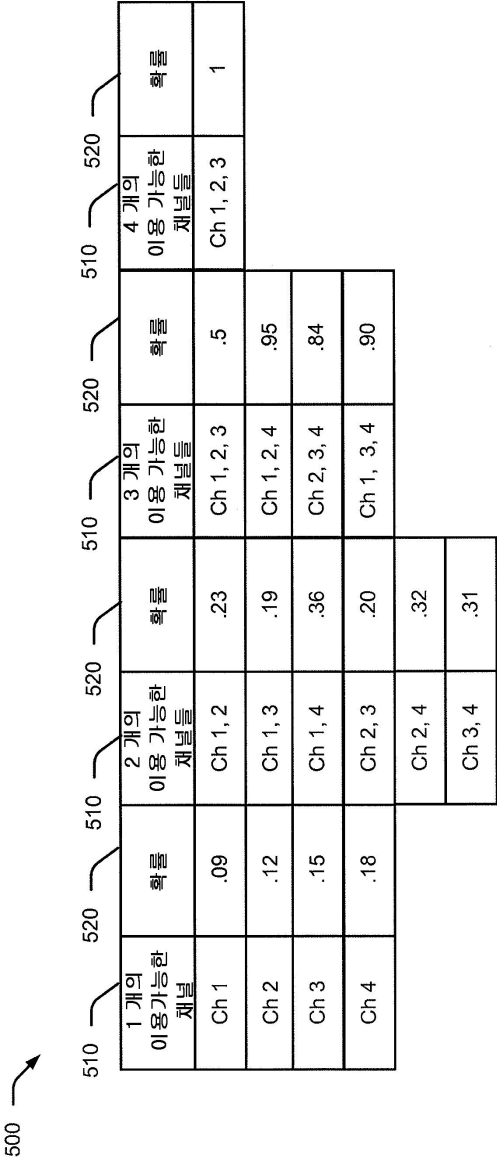 500
510 520 510 520 510 520 510 520
1 개의 이용가능한 채널 확률 2 개의 이용 가능한 채널들 확률 3 개의 이용 가능한 채널들 확률 4 개의 이용 가능한 채널들 확률
Ch 1 .09 Ch 1, 2 .23 Ch 1, 2, 3 .5 Ch 1, 2, 3 1
Ch 2 .12 Ch 1, 3 .19 Ch 1, 2, 4 .95
Ch 3 .15 Ch 1, 4 .36 Ch 2, 3, 4 .84
Ch 4 .18 Ch 2, 3 .20 Ch 1, 3, 4 .90
Ch 2, 4 .32
Ch 3, 4 .31